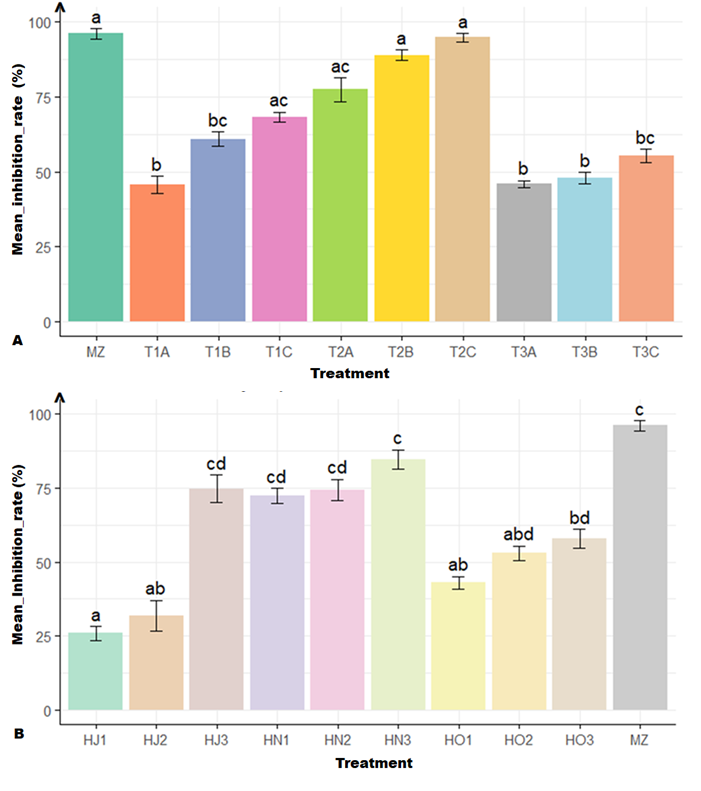 100
75
50
25
0
Mean_inhibition_rate (%)
a
b
bc
ac
ac
a
a
b
b
bc
MZ T1A T1B T1C T2A T2B T2C T3A T3B T3C
Treatment
A
100
75
50
25
0
Mean_Inhibition_rate (%)
a
ab
cd
cd
cd
c
ab
abd
bd
c
HJ1 HJ2 HJ3 HN1 HN2 HN3 HO1 HO2 HO3 MZ
Treatment
B